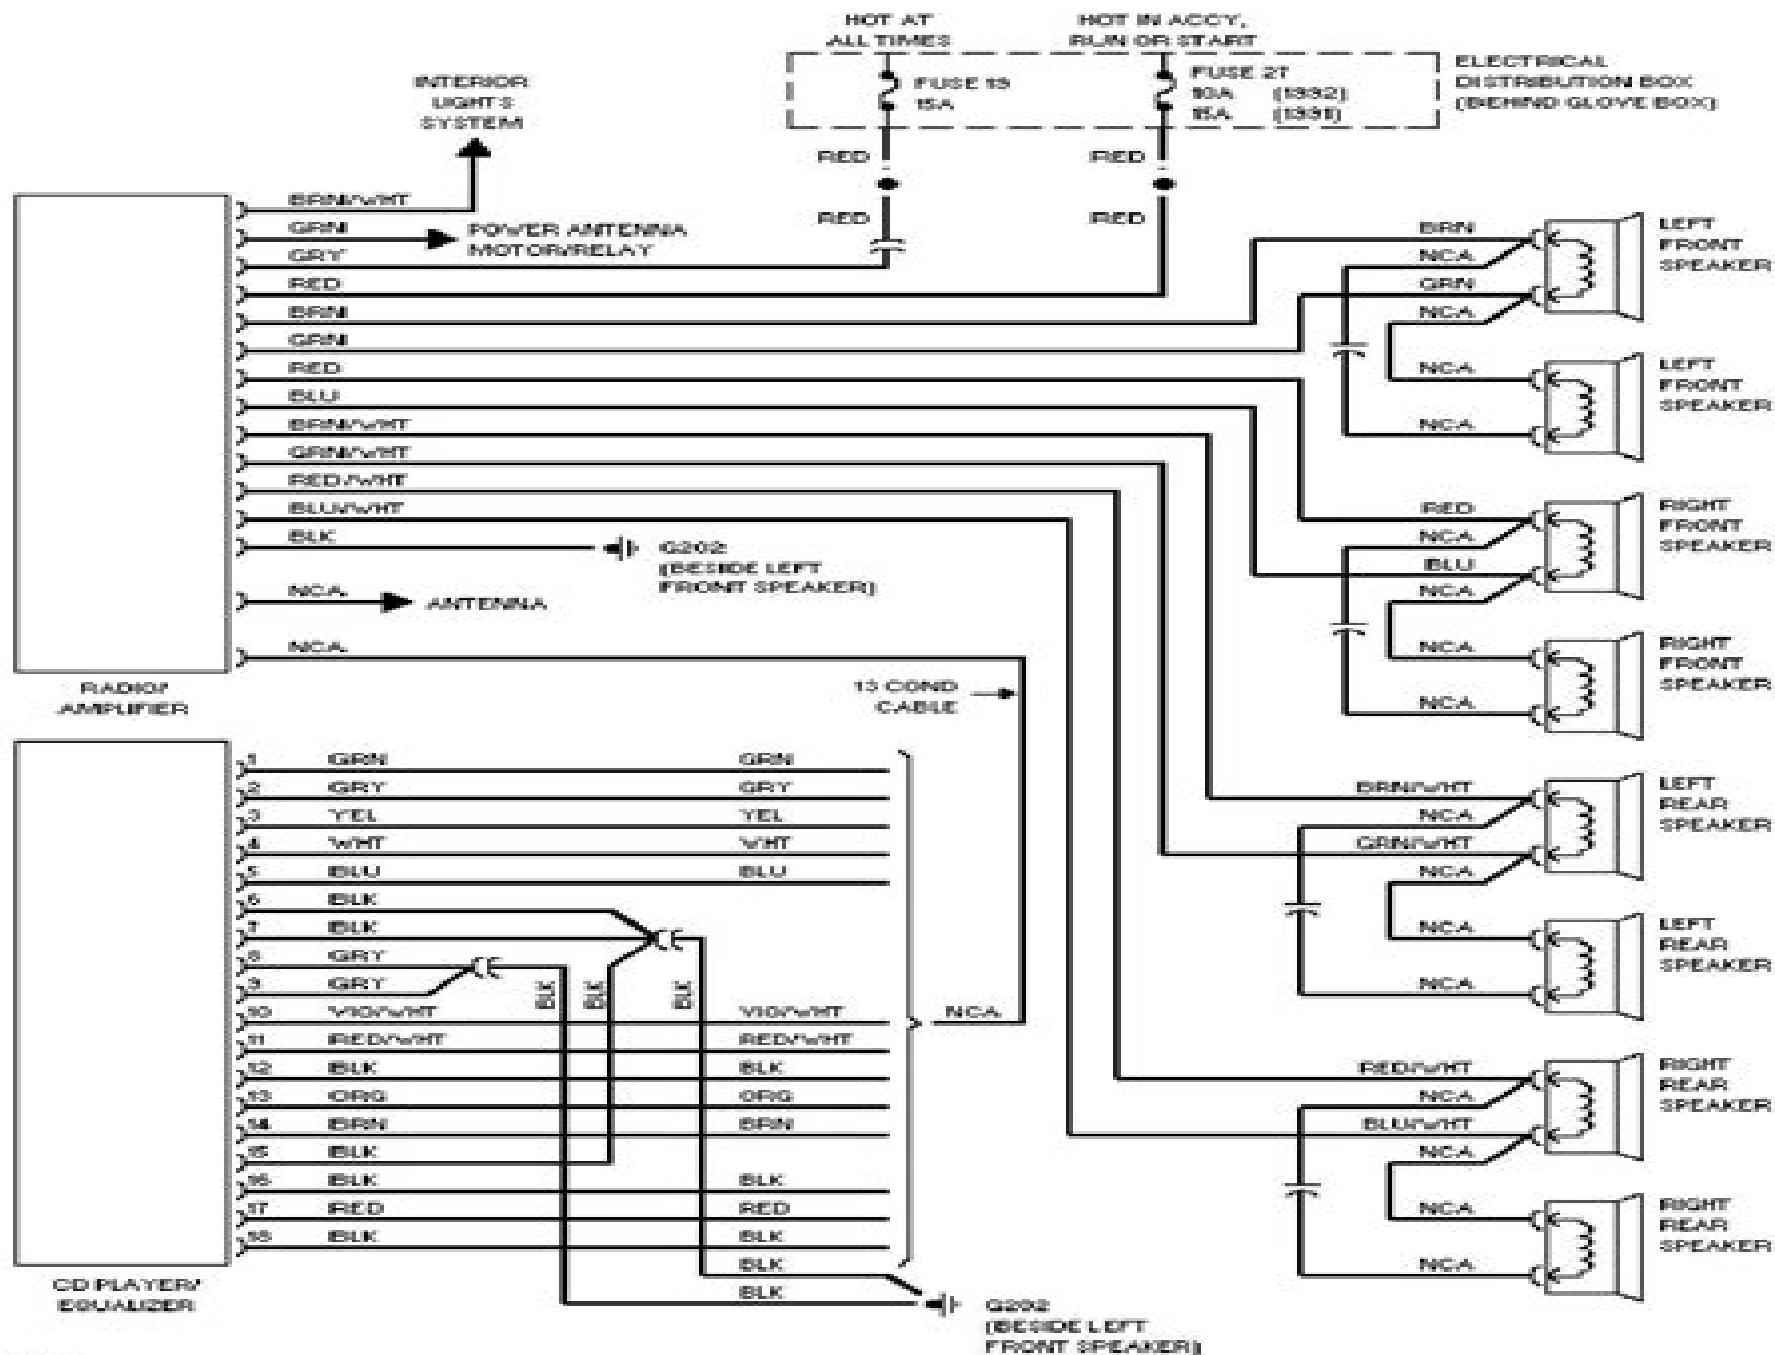 HOT AT
ALL TIMES
HOT IN ACCY,
RUN OR START
FUSE 19
15A
FUSE 27
10A (1992)
15A (1991)
ELECTRICAL
DISTRIBUTION BOX
(BEHIND GLOVE BOX)
INTERIOR
LIGHTS
SYSTEM
RED
RED
RED
RED
BRN/WHT
GRN
POWER ANTENNA
MOTOR/RELAY
GRY
RED
BRN
GRN
RED
BLU
BRN/WHT
GRN/WHT
RED/WHT
BLU/WHT
BLK
G202
(BESIDE LEFT
FRONT SPEAKER)
NCA
ANTENNA
NCA
RADIO/
AMPLIFIER
13 COND
CABLE
BRN
NCA
GRN
NCA
LEFT
FRONT
SPEAKER
NCA
NCA
LEFT
FRONT
SPEAKER
RED
NCA
BLU
NCA
RIGHT
FRONT
SPEAKER
NCA
NCA
RIGHT
FRONT
SPEAKER
BRN/WHT
NCA
GRN/WHT
NCA
LEFT
REAR
SPEAKER
NCA
NCA
LEFT
REAR
SPEAKER
RED/WHT
NCA
BLU/WHT
NCA
RIGHT
REAR
SPEAKER
NCA
NCA
RIGHT
REAR
SPEAKER
1 GRN GRN
2 GRY GRY
3 YEL YEL
4 WHT WHT
5 BLU BLU
6 BLK
7 BLK
8 GRY
9 GRY
BLK
BLK
BLK
10 VIO/WHT VIO/WHT
NCA
11 RED/WHT RED/WHT
12 BLK BLK
13 ORG ORG
14 BRN BRN
15 BLK
16 BLK BLK
17 RED RED
18 BLK BLK
BLK
BLK
CD PLAYER/
EQUALIZER
G202
(BESIDE LEFT
FRONT SPEAKER)